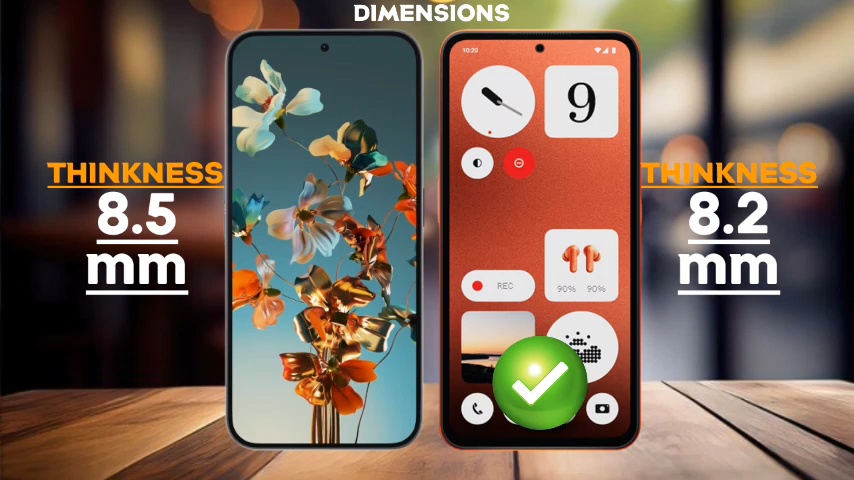 DIMENSIONS
THINKNESS
8.5
mm
10:20
9
REC
90% 90%
THINKNESS
8.2
mm